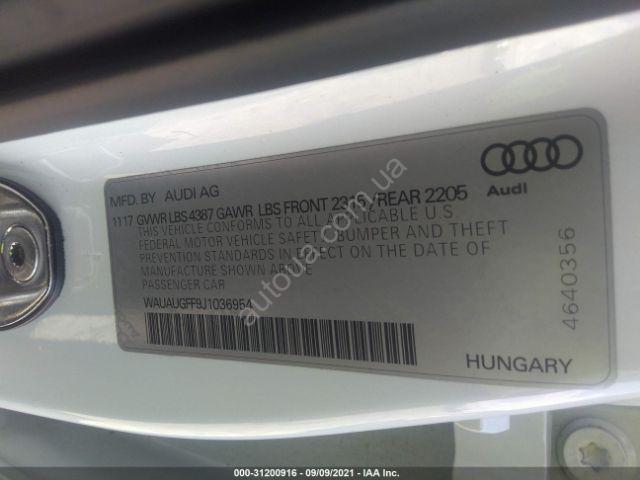 MFD. BY AUDI AG
1117 GVWR LBS 4387 GAWR LBS FRONT 2315 / REAR 2205
THIS VEHICLE CONFORMS TO ALL APPLICABLE U.S.
FEDERAL MOTOR VEHICLE SAFETY BUMPER AND THEFT
PREVENTION STANDARDS IN EFFECT ON THE DATE OF
MANUFACTURE SHOWN ABOVE
PASSENGER CAR
WAUAUGFF9J1036954
Audi
4640356
HUNGARY
autoua.com.ua
000-31200916 - 09/09/2021 - IAA Inc.